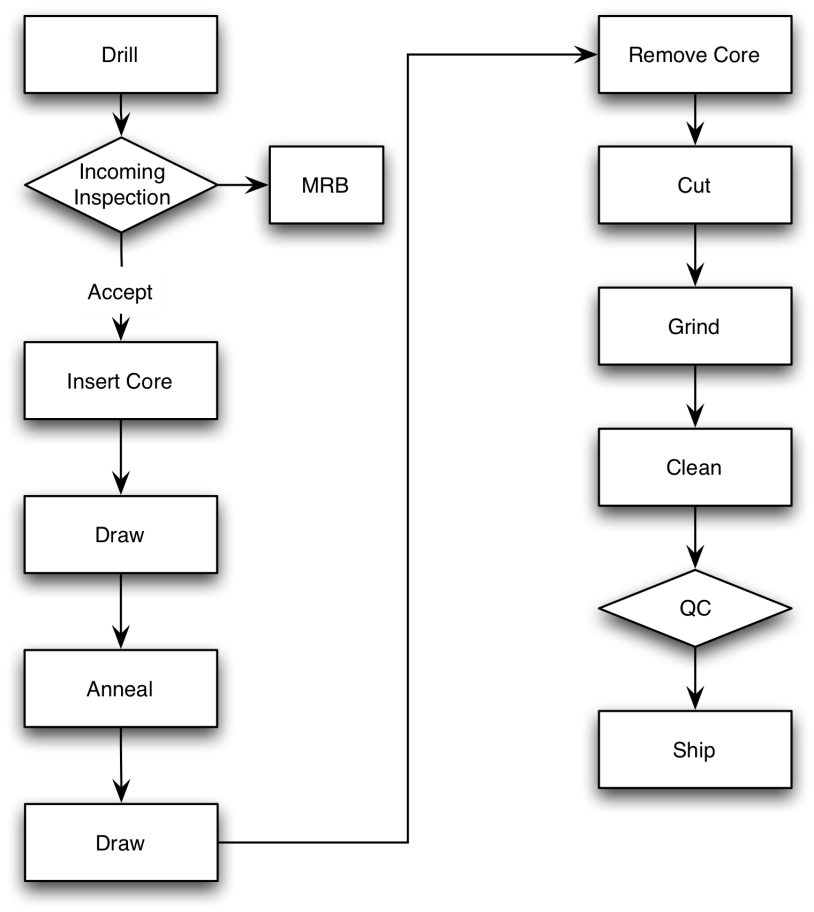 Drill
Incoming
Inspection
MRB
Accept
Insert Core
Draw
Anneal
Draw
Remove Core
Cut
Grind
Clean
QC
Ship